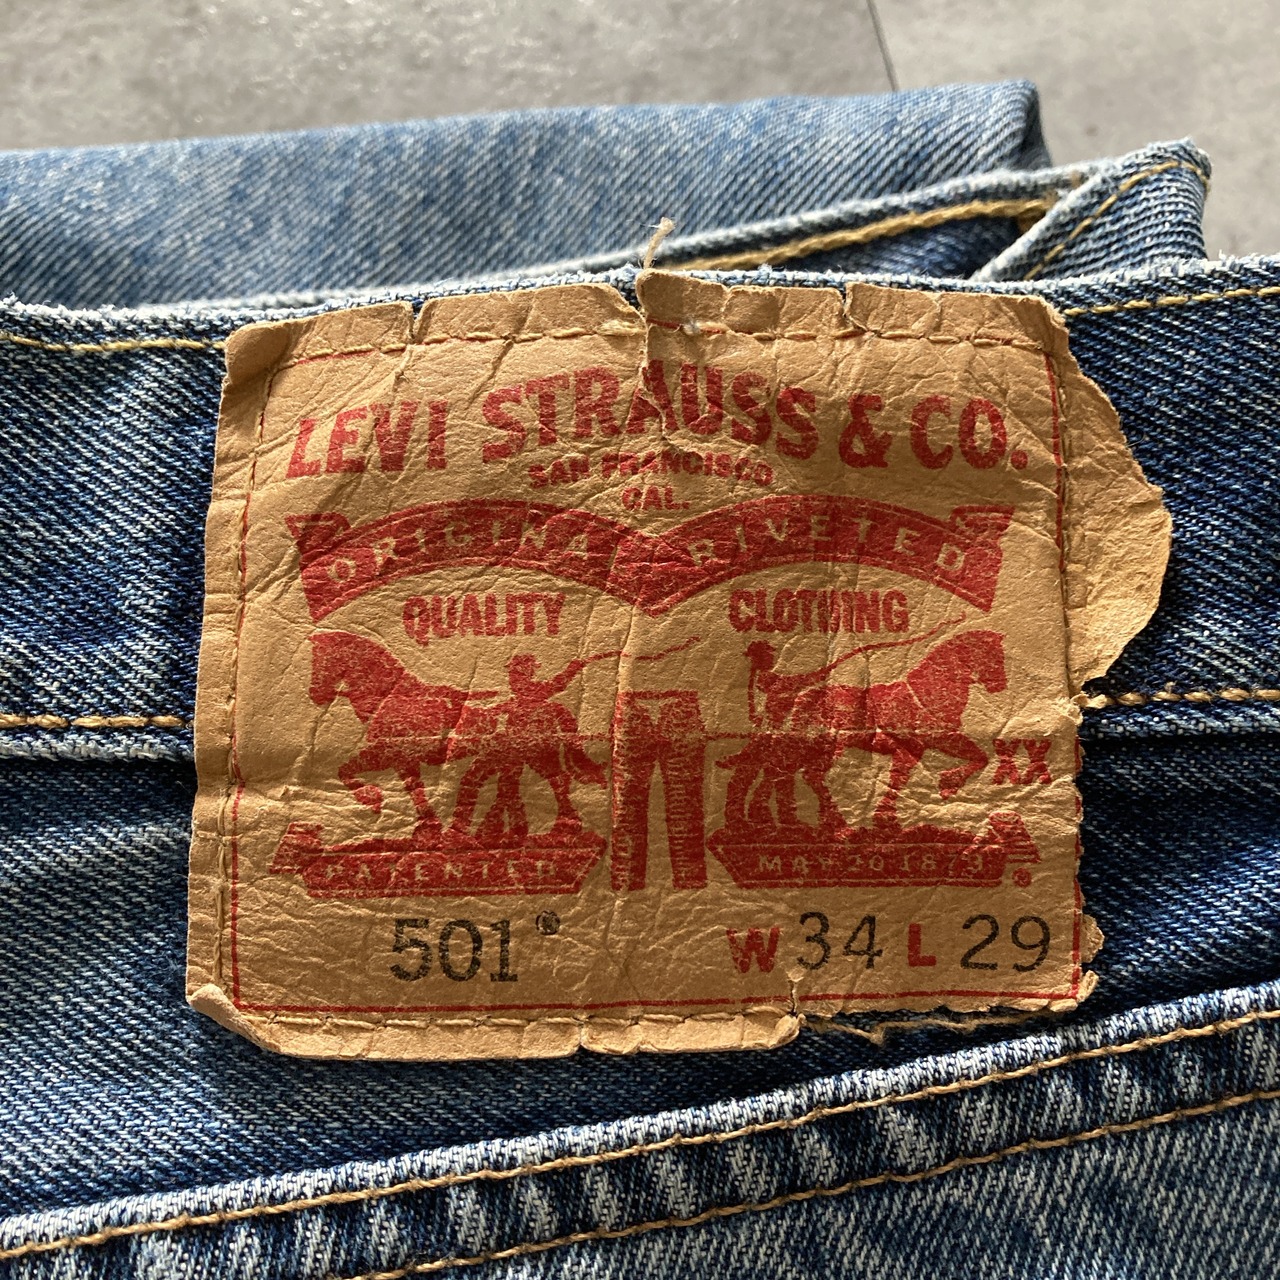 LEVI STRAUSS & CO.
SAN FRANCISCO
CAL.
ORIGINAL RIVETED
QUALITY CLOTHING
XX
PATENTED MAY 20 1873 ®
501® W 34 L 29